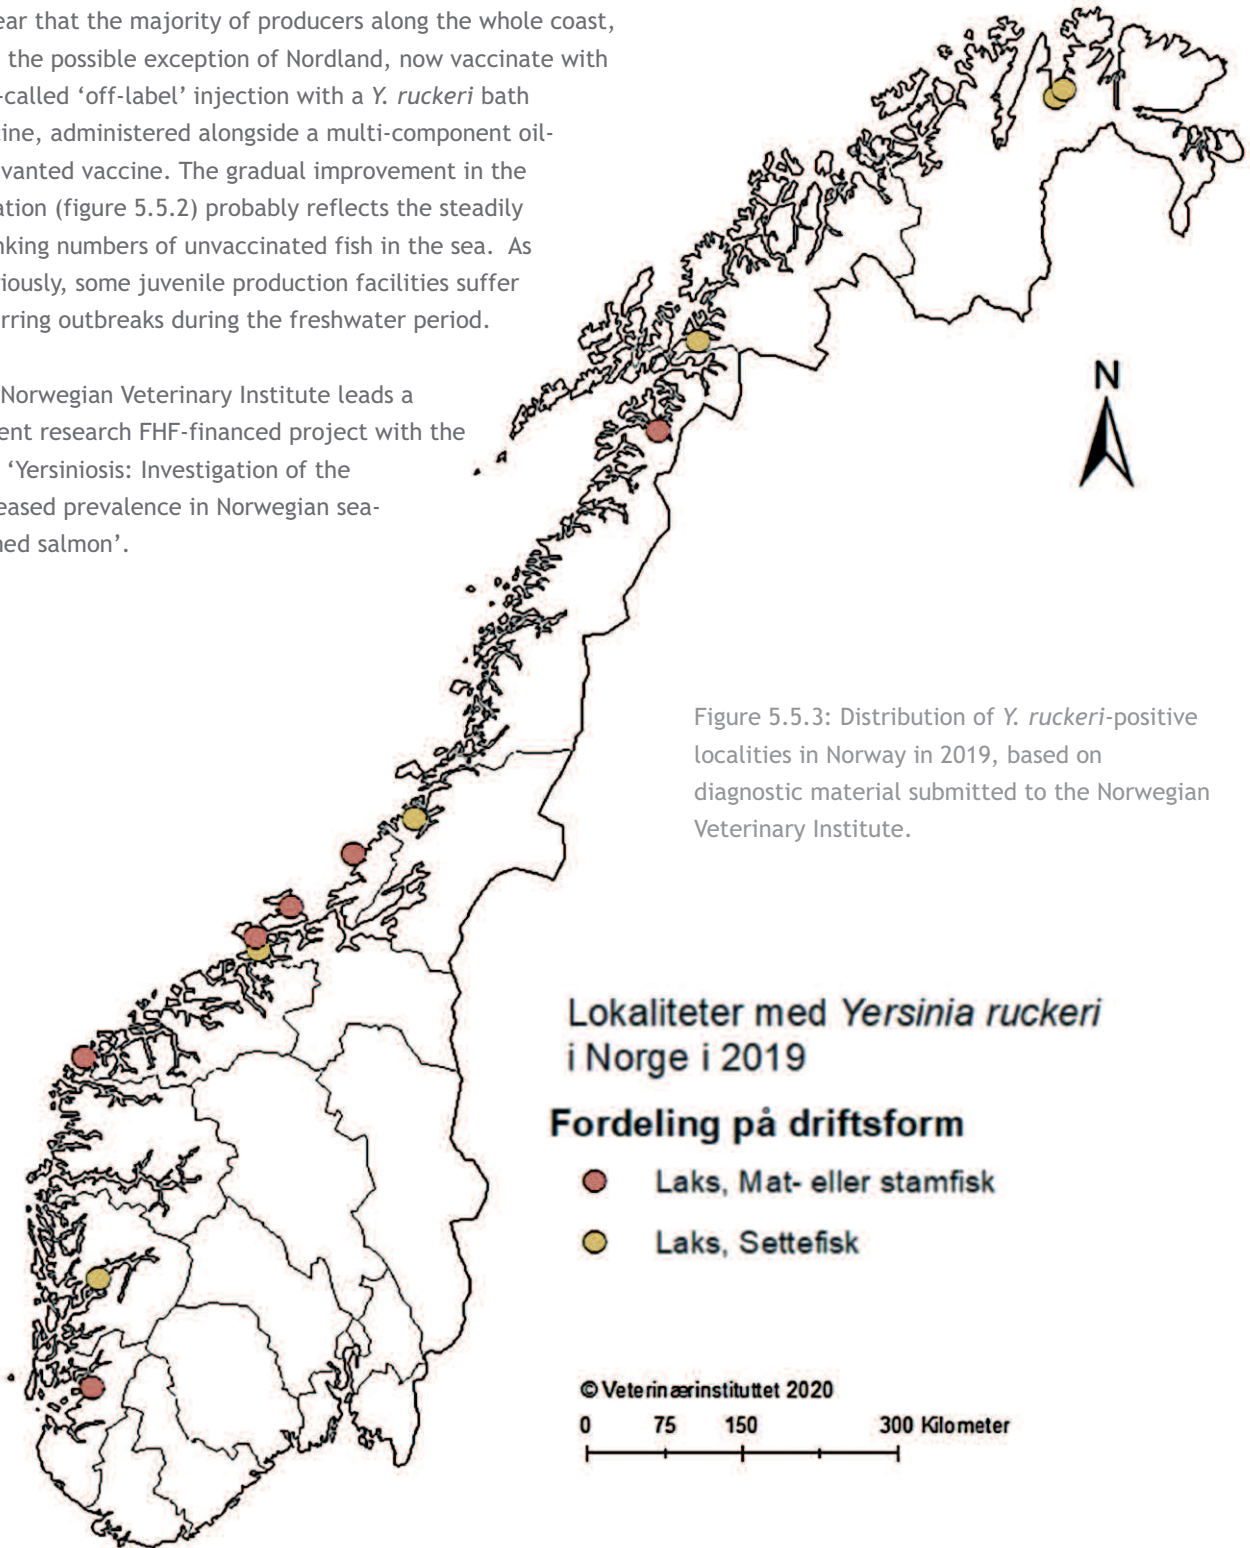 ear that the majority of producers along the whole coast,
the possible exception of Nordland, now vaccinate with
-called ‘off-label’ injection with a Y. ruckeri bath
ine, administered alongside a multi-component oil-
vanted vaccine. The gradual improvement in the
ation (figure 5.5.2) probably reflects the steadily
nking numbers of unvaccinated fish in the sea. As
iously, some juvenile production facilities suffer
rring outbreaks during the freshwater period.
Norwegian Veterinary Institute leads a
ent research FHF-financed project with the
‘Yersiniosis: Investigation of the
eased prevalence in Norwegian sea-
ned salmon’.
N
Figure 5.5.3: Distribution of Y. ruckeri-positive
localities in Norway in 2019, based on
diagnostic material submitted to the Norwegian
Veterinary Institute.
Lokaliteter med Yersinia ruckeri
i Norge i 2019
Fordeling på driftsform
Laks, Mat- eller stamfisk
Laks, Settefisk
© Veterinærinstituttet 2020
0 75 150 300 Kilometer